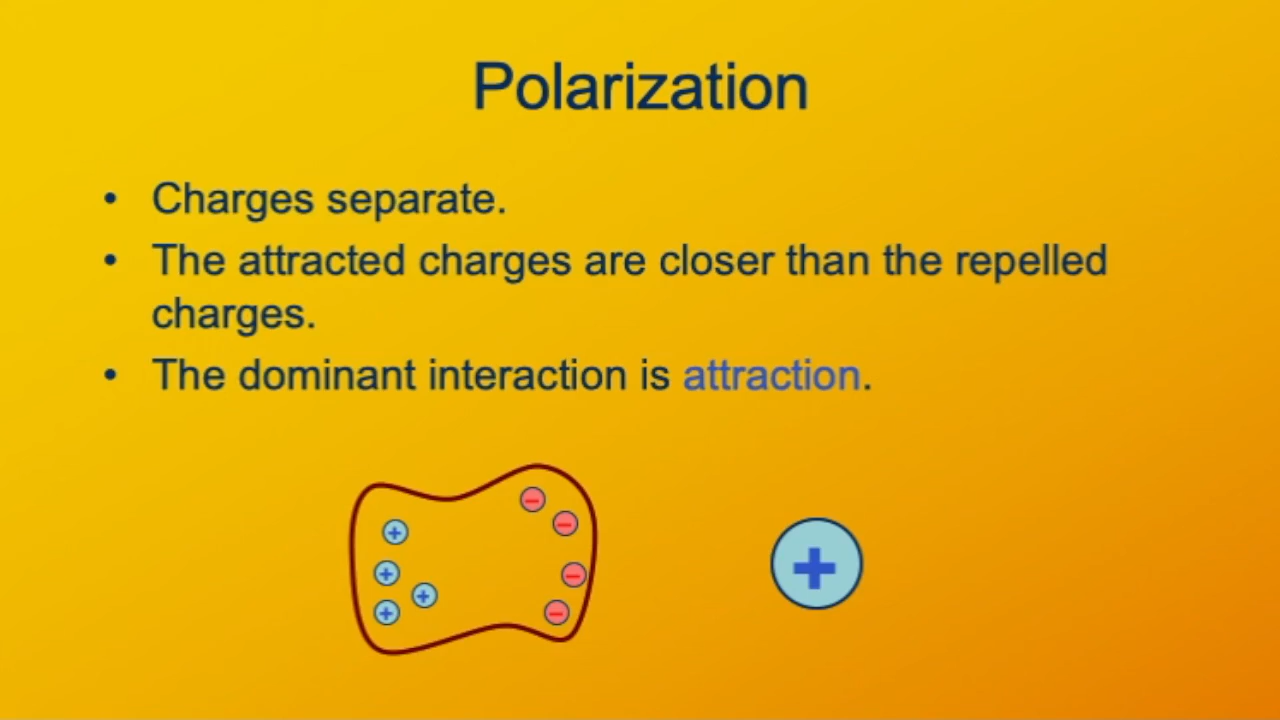 Polarization
• Charges separate.
• The attracted charges are closer than the repelled
charges.
• The dominant interaction is attraction.
+ + + +
− − − −
+